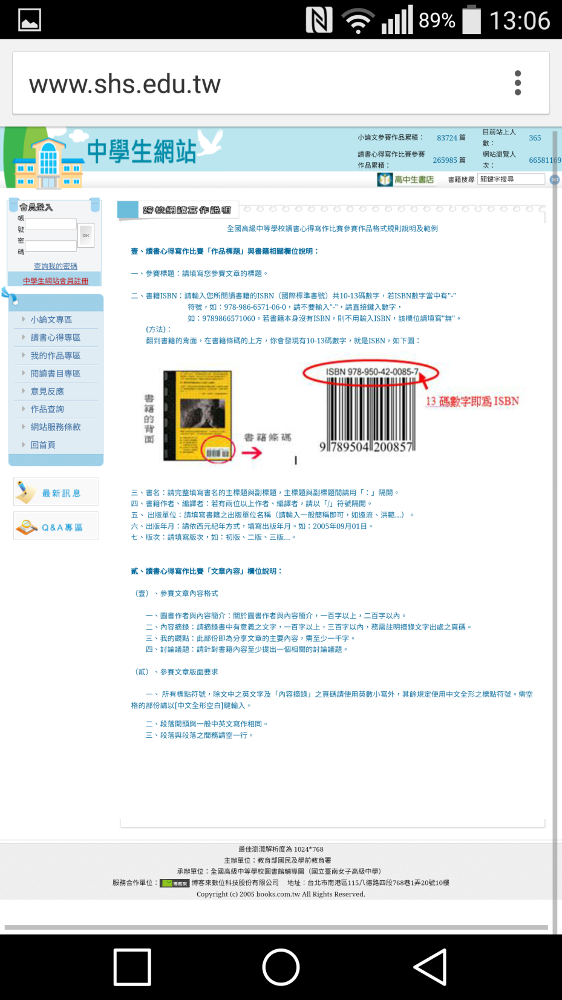 89% 13:06
www.shs.edu.tw
中學生網站
小論文參賽作品累積： 83724 篇
目前站上人數： 365
讀書心得寫作比賽參賽作品累積： 265985 篇
網站瀏覽人次： 66581169
高中生書店 書籍搜尋 關鍵字搜尋 GO
會員登入
帳號
密碼
OK
查詢我的密碼
中學生網站會員註冊
小論文專區
讀書心得專區
我的作品專區
閱讀書目專區
意見反應
作品查詢
網站服務條款
回首頁
最新訊息
Q&A專區
跨校網讀寫作說明
全國高級中等學校讀書心得寫作比賽參賽作品格式規則說明及範例
壹、讀書心得寫作比賽「作品標題」與書籍相關欄位說明：
一、參賽標題：請填寫您參賽文章的標題。
二、書籍ISBN：請輸入您所閱讀書籍的ISBN（國際標準書號）共10-13碼數字，若ISBN數字當中有"-"
符號，如：978-986-6571-06-0，請不要輸入"-"，請直接鍵入數字，
如：9789866571060。若書籍本身沒有ISBN，則不用輸入ISBN，該欄位請填寫"無"。
(方法)：
翻到書籍的背面，在書籍條碼的上方，你會發現有10-13碼數字，就是ISBN，如下圖：
書籍的背面
書籍條碼
ISBN 978-950-42-0085-7
13 碼數字即為 ISBN
9 789504 200857
三、書名：請完整填寫書名的主標題與副標題，主標題與副標題間請用「：」隔開。
四、書籍作者、編譯者：若有兩位以上作者、編譯者，請以「/」符號隔開。
五、 出版單位：請填寫書籍之出版單位名稱（請輸入一般簡稱即可，如遠流、洪範...）。
六、出版年月：請依西元紀年方式，填寫出版年月。如：2005年09月01日。
七、版次：請填寫版次，如：初版、二版、三版...。
貳、讀書心得寫作比賽「文章內容」欄位說明：
（壹）、參賽文章內容格式
一、圖書作者與內容簡介：關於圖書作者與內容簡介，一百字以上，二百字以內。
二、內容摘錄：請摘錄書中有意義之文字，一百字以上，三百字以內，務需註明摘錄文字出處之頁碼。
三、我的觀點：此部份即為分享文章的主要內容，需至少一千字。
四、討論議題：請針對書籍內容至少提出一個相關的討論議題。
（貳）、參賽文章版面要求
一、 所有標點符號，除文中之英文字及「內容摘錄」之頁碼請使用英數小寫外，其餘規定使用中文全形之標點符號。需空
格的部份請以[中文全形空白]鍵輸入。
二、段落開頭與一般中英文寫作相同。
三、段落與段落之間務請空一行。
最佳瀏灠解析度為 1024*768
主辦單位：教育部國民及學前教育署
承辦單位：全國高級中等學校圖書館輔導團（國立臺南女子高級中學）
服務合作單位： 博客來 博客來數位科技股份有限公司 地址：台北市南港區115八德路四段768巷1弄20號10樓
Copyright (c) 2005 books.com.tw All Rights Reserved.